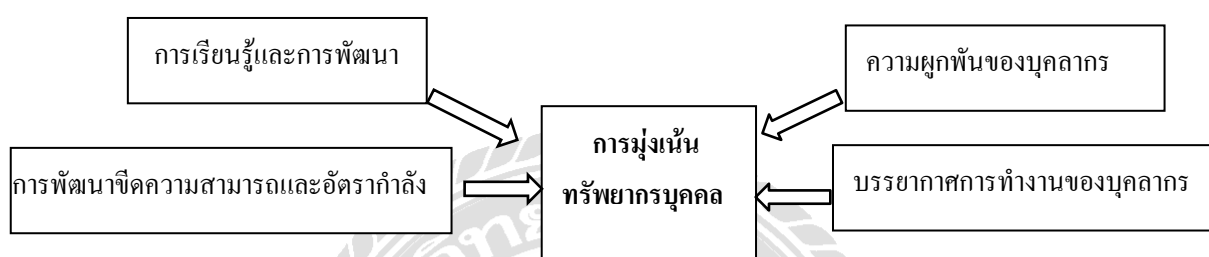 การเรียนรู้และการพัฒนา
ความผูกพันของบุคลากร
การมุ่งเน้น
ทรัพยากรบุคคล
การพัฒนาขีดความสามารถและอัตรากำลัง
บรรยากาศการทำงานของบุคลากร